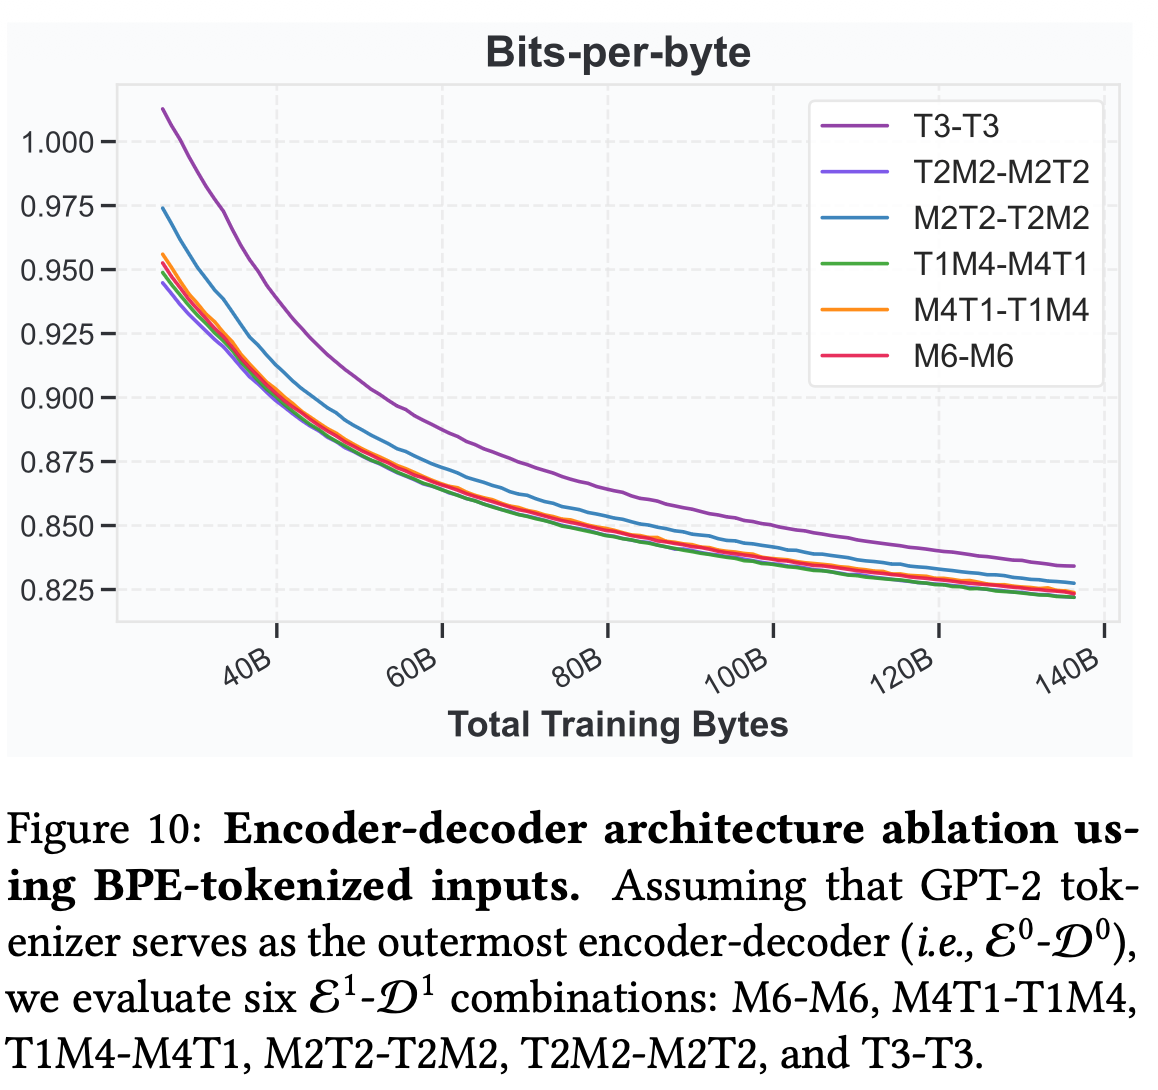 Bits-per-byte
1.000
0.975
0.950
0.925
0.900
0.875
0.850
0.825
T3-T3
T2M2-M2T2
M2T2-T2M2
T1M4-M4T1
M4T1-T1M4
M6-M6
40B
60B
80B
100B
120B
140B
Total Training Bytes
Figure 10: Encoder-decoder architecture ablation us-
ing BPE-tokenized inputs. Assuming that GPT-2 tok-
enizer serves as the outermost encoder-decoder (i.e., ℰ⁰-𝒟⁰),
we evaluate six ℰ¹-𝒟¹ combinations: M6-M6, M4T1-T1M4,
T1M4-M4T1, M2T2-T2M2, T2M2-M2T2, and T3-T3.